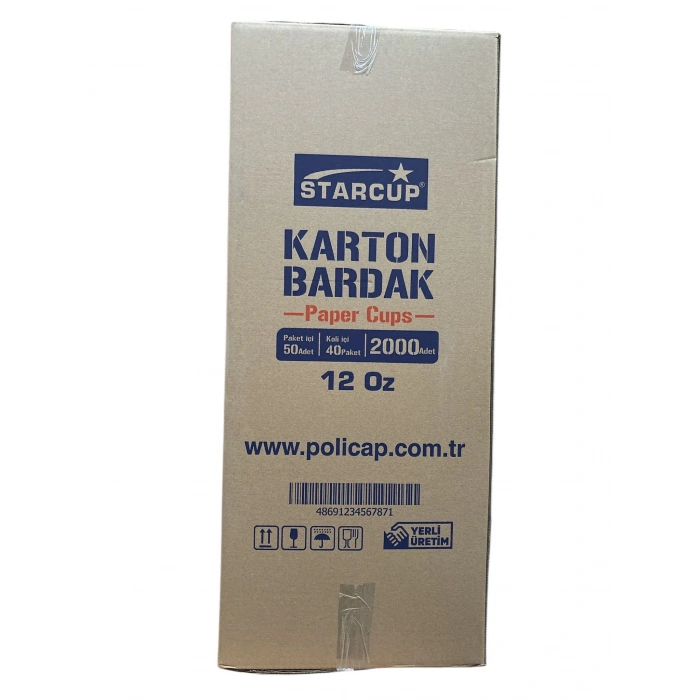 STARCUP®
KARTON
BARDAK
—Paper Cups—
Paket içi
50Adet
Koli içi
40Paket
2000Adet
12 Oz
www.policap.com.tr
48691234567871
YERLİ
ÜRETİM